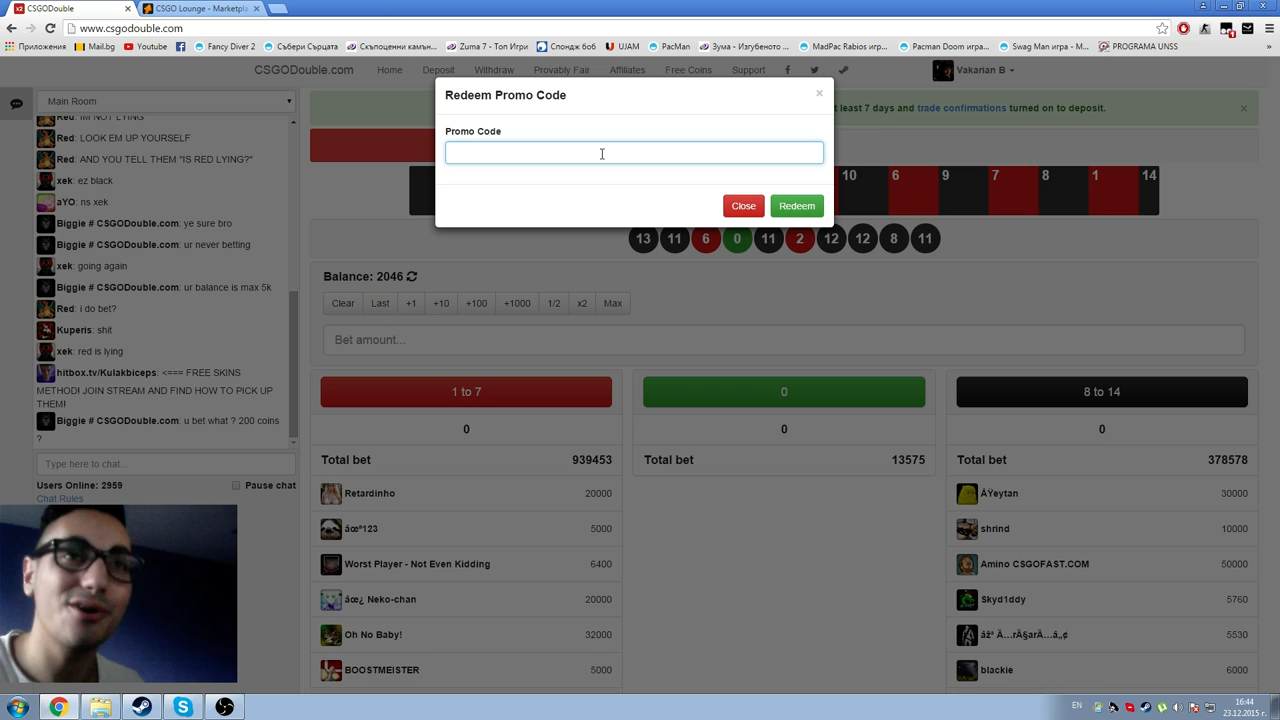 CSGODouble
CSGO Lounge - Marketpla
www.csgodouble.com
Приложения
Mail.bg
Youtube
Fancy Diver 2
Събери Сърцата
Скъпоценни камън...
Zuma 7 - Топ Игри
Спондж боб
UJAM
PacMan
Зума - Изгубеното ...
MadPac Rabios игр...
Pacman Doom играт...
Swag Man игра - M...
PROGRAMA UNSS
»
CSGODouble.com
Home
Deposit
Withdraw
Provably Fair
Affiliates
Free Coins
Support
Vakarian B
Main Room
Red: IM NOT LYING
Red: LOOK EM UP YOURSELF
Red: AND YOU TELL THEM "IS RED LYING?"
xek: ez black
aYO: ns xek
Biggie # CSGODouble.com: ye sure bro
Biggie # CSGODouble.com: ur never betting
xek: going again
Biggie # CSGODouble.com: ur balance is max 5k
Red: i do bet?
Kuperis: shit
xek: red is lying
hitbox.tv/Kulakbiceps: <=== FREE SKINS
METHOD! JOIN STREAM AND FIND HOW TO PICK UP
THEM!
Biggie # CSGODouble.com: u bet what ? 200 coins
?
Type here to chat...
Users Online: 2959
Pause chat
Chat Rules
Redeem Promo Code
×
Promo Code
Close
Redeem
least 7 days and trade confirmations turned on to deposit.
×
10 6 9 7 8 1 14
13 11 6 0 11 2 12 12 8 11
Balance: 2046
Clear
Last
+1
+10
+100
+1000
1/2
x2
Max
Bet amount...
1 to 7
0
Total bet 939453
Retardinho 20000
áœª123 5000
Worst Player - Not Even Kidding 6400
áœ¿ Neko-chan 20000
Oh No Baby! 32000
BOOSTMEISTER 5000
0
0
Total bet 13575
8 to 14
0
Total bet 378578
ÂŸeytan 30000
shrind 10000
Amino CSGOFAST.COM 50000
Skyd1ddy 5760
5530
blackie 6000
EN
16:44
23.12.2015 г.